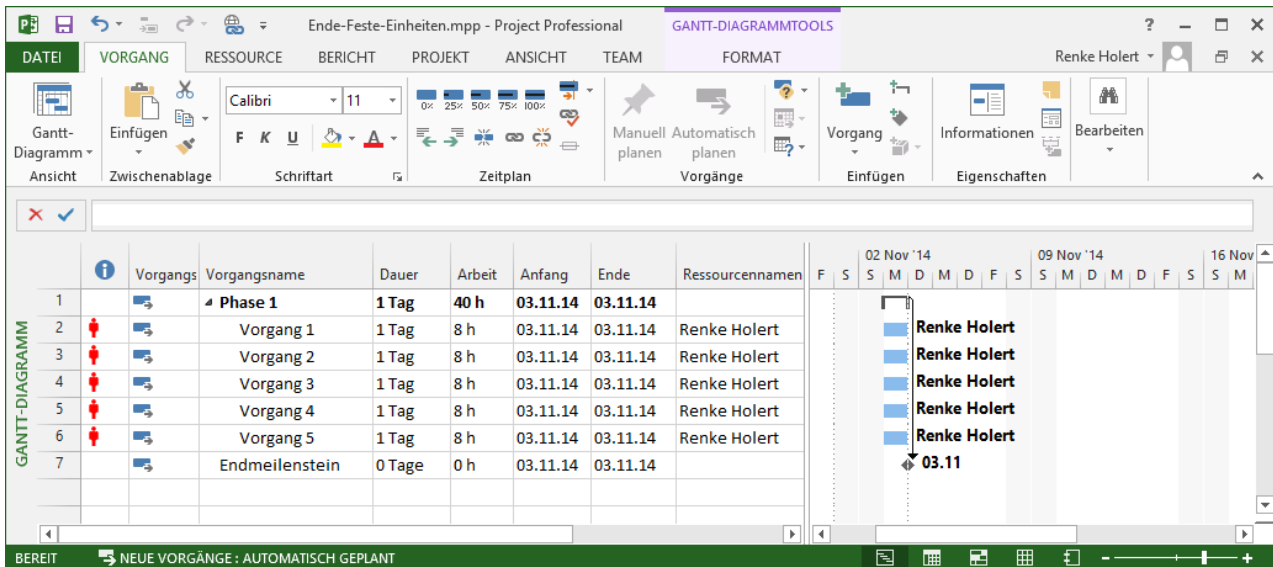 Ende-Feste-Einheiten.mpp - Project Professional
GANTT-DIAGRAMMTOOLS
DATEI VORGANG RESSOURCE BERICHT PROJEKT ANSICHT TEAM FORMAT Renke Holert
Gantt-Diagramm
Einfügen
Calibri 11
F K U A
0% 25% 50% 75% 100%
Manuell planen
Automatisch planen
Vorgang
Informationen
Bearbeiten
Ansicht Zwischenablage Schriftart Zeitplan Vorgänge Einfügen Eigenschaften
Vorgangs Vorgangsname Dauer Arbeit Anfang Ende Ressourcennamen
02 Nov '14 09 Nov '14 16 Nov
F S S M D M D F S S M D M D F S S M
1 Phase 1 1 Tag 40 h 03.11.14 03.11.14
2 Vorgang 1 1 Tag 8 h 03.11.14 03.11.14 Renke Holert Renke Holert
3 Vorgang 2 1 Tag 8 h 03.11.14 03.11.14 Renke Holert Renke Holert
4 Vorgang 3 1 Tag 8 h 03.11.14 03.11.14 Renke Holert Renke Holert
5 Vorgang 4 1 Tag 8 h 03.11.14 03.11.14 Renke Holert Renke Holert
6 Vorgang 5 1 Tag 8 h 03.11.14 03.11.14 Renke Holert Renke Holert
7 Endmeilenstein 0 Tage 0 h 03.11.14 03.11.14 03.11
GANTT-DIAGRAMM
BEREIT NEUE VORGÄNGE : AUTOMATISCH GEPLANT